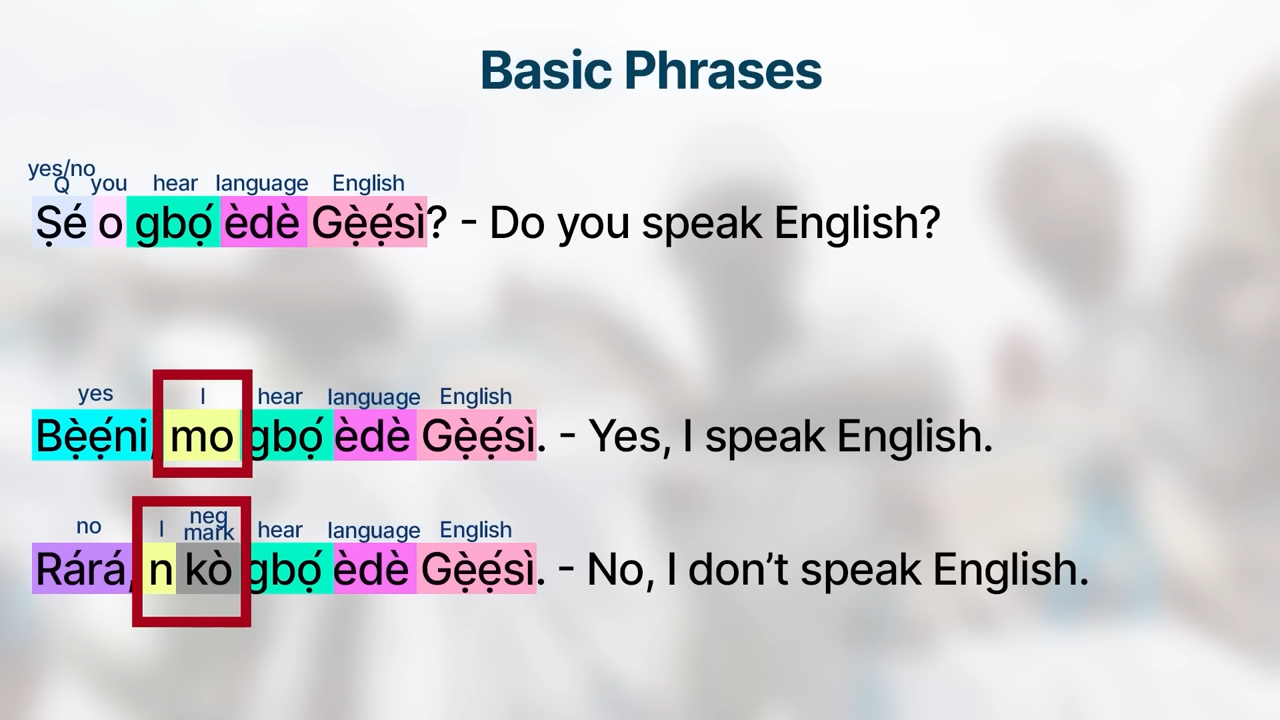 Basic Phrases
yes/no
Q you hear language English
Ṣé o gbọ́ èdè Gẹ̀ẹ́sì? - Do you speak English?
yes I hear language English
Bẹ̀ẹ́ni, mo gbọ́ èdè Gẹ̀ẹ́sì. - Yes, I speak English.
no I neg mark hear language English
Rárá, n kò gbọ́ èdè Gẹ̀ẹ́sì. - No, I don’t speak English.